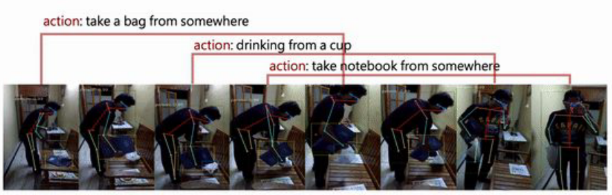 action: take a bag from somewhere
action: drinking from a cup
action: take notebook from somewhere